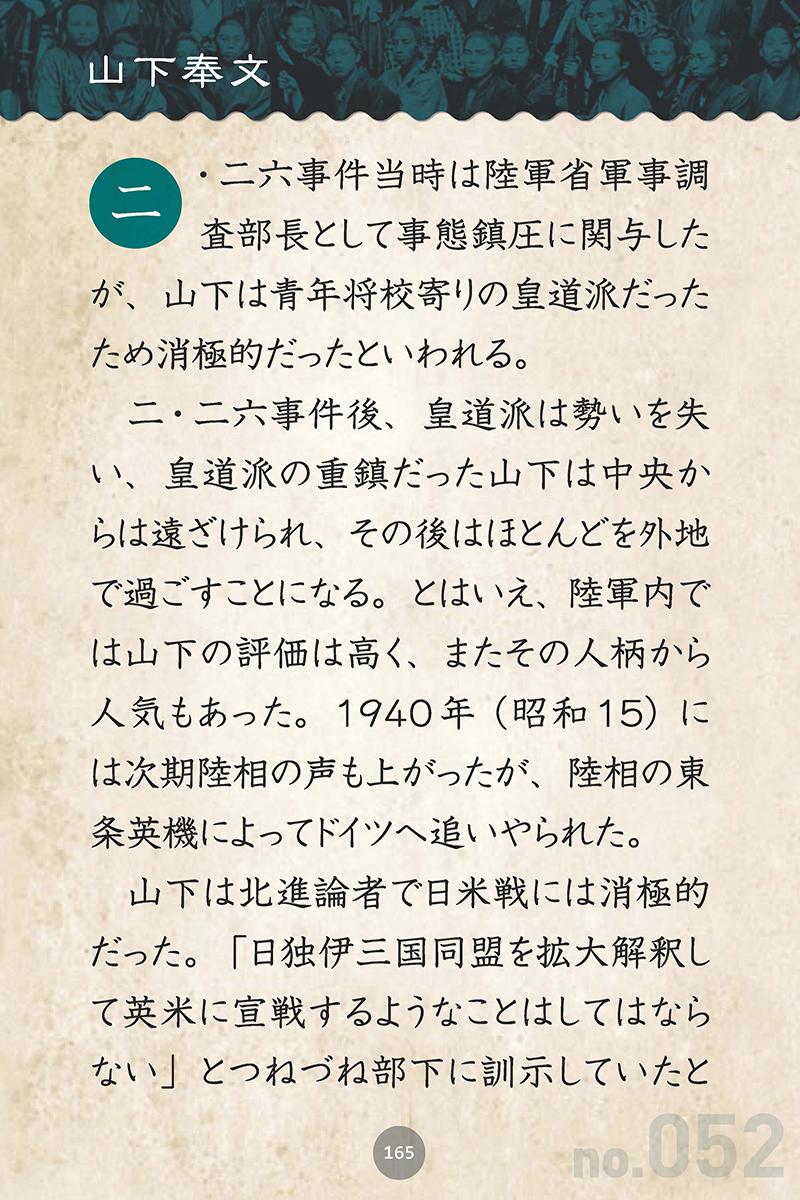 山下奉文
二・二六事件当時は陸軍省軍事調
査部長として事態鎮圧に関与した
が、山下は青年将校寄りの皇道派だった
ため消極的だったといわれる。
二・二六事件後、皇道派は勢いを失
い、皇道派の重鎮だった山下は中央か
らは遠ざけられ、その後はほとんどを外地
で過ごすことになる。とはいえ、陸軍内で
は山下の評価は高く、またその人柄から
人気もあった。1940年（昭和15）に
は次期陸相の声も上がったが、陸相の東
条英機によってドイツへ追いやられた。
山下は北進論者で日米戦には消極的
だった。「日独伊三国同盟を拡大解釈し
て英米に宣戦するようなことはしてはなら
ない」とつねづね部下に訓示していたと
165
no.052